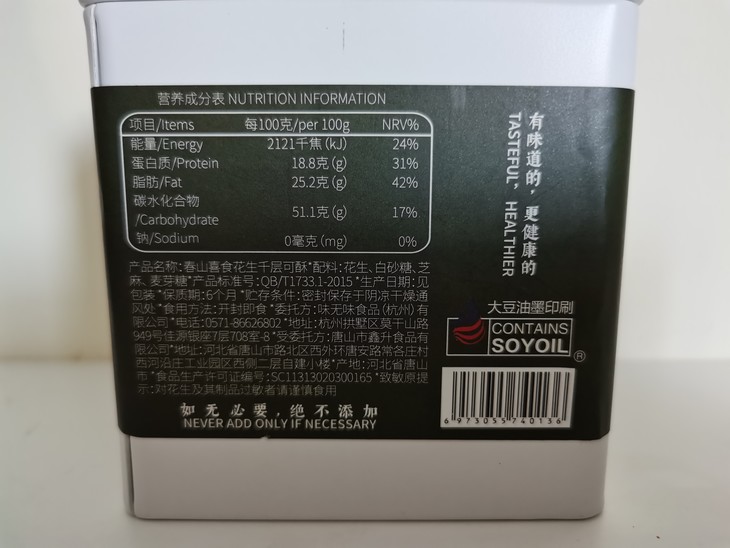 营养成分表 NUTRITION INFORMATION
项目/Items 每100克/per 100g NRV%
能量/Energy 2121千焦 (kJ) 24%
蛋白质/Protein 18.8克 (g) 31%
脂肪/Fat 25.2克 (g) 42%
碳水化合物
/Carbohydrate 51.1克 (g) 17%
钠/Sodium 0毫克 (mg) 0%
产品名称:春山喜食花生千层可酥*配料:花生、白砂糖、芝
麻、麦芽糖*产品标准号:QB/T1733.1-2015 *生产日期:见
包装*保质期:6个月 *贮存条件:密封保存于阴凉干燥通
风处*食用方法:开封即食*委托方:味无味食品(杭州)有
限公司*电话:0571-86626802*地址:杭州拱墅区莫干山路
949号佳源银座7层708室-8 *受委托方:唐山市鑫升食品有
限公司*地址:河北省唐山市路北区西外环唐安路常各庄村
西河沿庄工业园区西侧二层自建小楼*产地:河北省唐山
市*食品生产许可证编号:SC11313020300165 *致敏原提
示:对花生及其制品过敏者请谨慎食用
如无必要,绝不添加
NEVER ADD ONLY IF NECESSARY
有味道的,更健康的
TASTEFUL, HEALTHIER
大豆油墨印刷
CONTAINS
SOYOIL ®
6 973055 740136